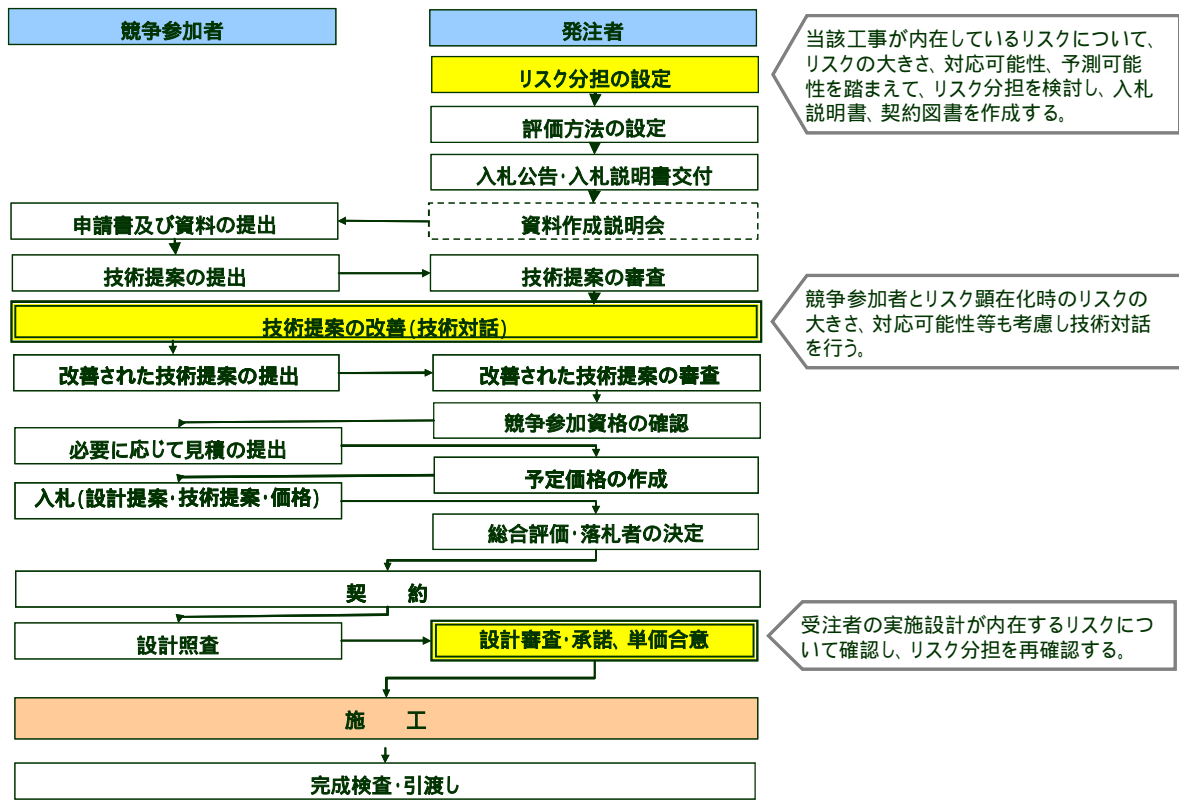 競争参加者
発注者
リスク分担の設定
当該工事が内在しているリスクについて、
リスクの大きさ、対応可能性、予測可能
性を踏まえて、リスク分担を検討し、入札
説明書、契約図書を作成する。
評価方法の設定
入札公告・入札説明書交付
申請書及び資料の提出
資料作成説明会
技術提案の提出
技術提案の審査
技術提案の改善(技術対話)
競争参加者とリスク顕在化時のリスクの
大きさ、対応可能性等も考慮し技術対話
を行う。
改善された技術提案の提出
改善された技術提案の審査
競争参加資格の確認
必要に応じて見積の提出
予定価格の作成
入札(設計提案・技術提案・価格)
総合評価・落札者の決定
契 約
設計照査
設計審査・承諾、単価合意
受注者の実施設計が内在するリスクにつ
いて確認し、リスク分担を再確認する。
施 工
完成検査・引渡し